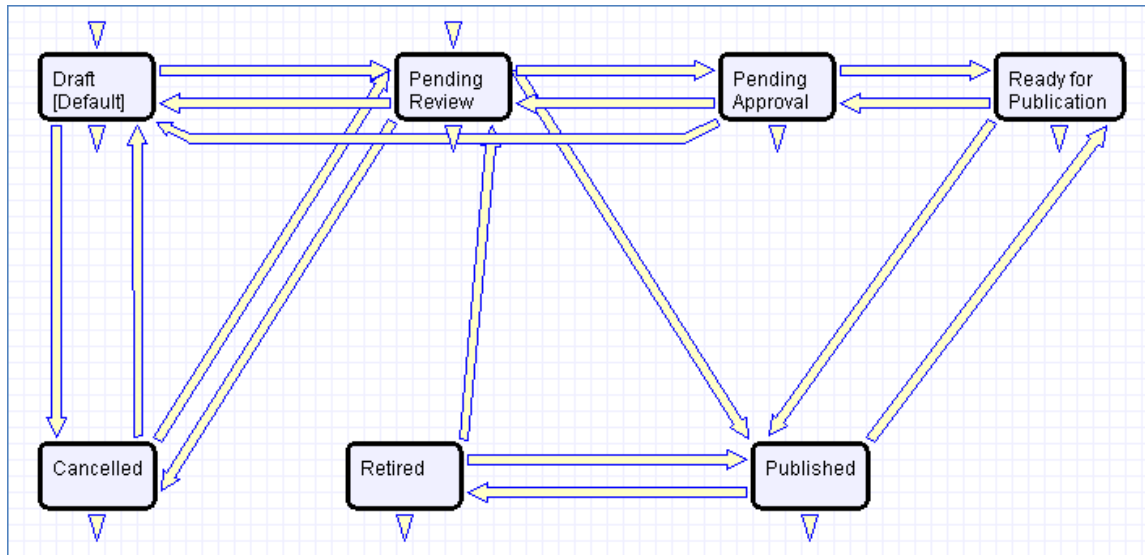 Draft
[Default]
Pending
Review
Pending
Approval
Ready for
Publication
Cancelled
Retired
Published